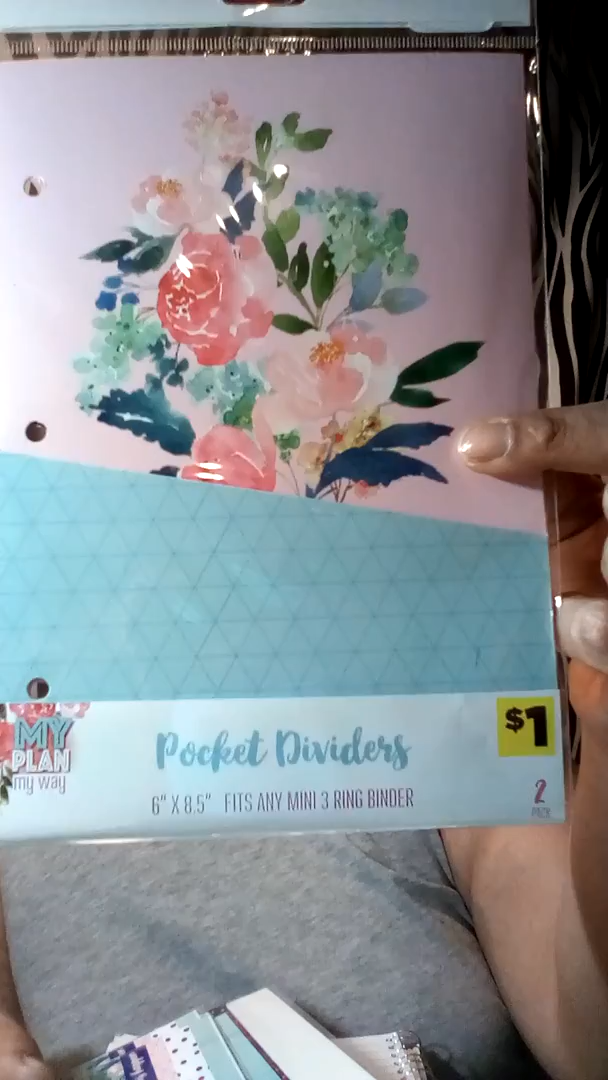 MY
PLAN
my way
Pocket Dividers
$1
6" X 8.5" FITS ANY MINI 3 RING BINDER
2
PACK